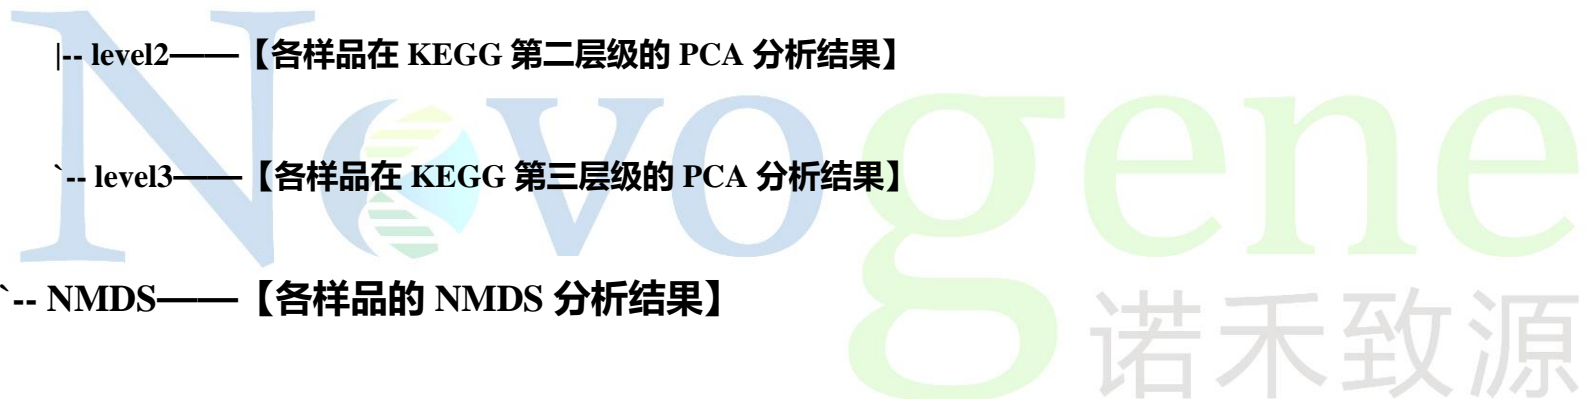 |-- level2——【各样品在 KEGG 第二层级的 PCA 分析结果】
`-- level3——【各样品在 KEGG 第三层级的 PCA 分析结果】
`-- NMDS——【各样品的 NMDS 分析结果】
Novogene
诺禾致源